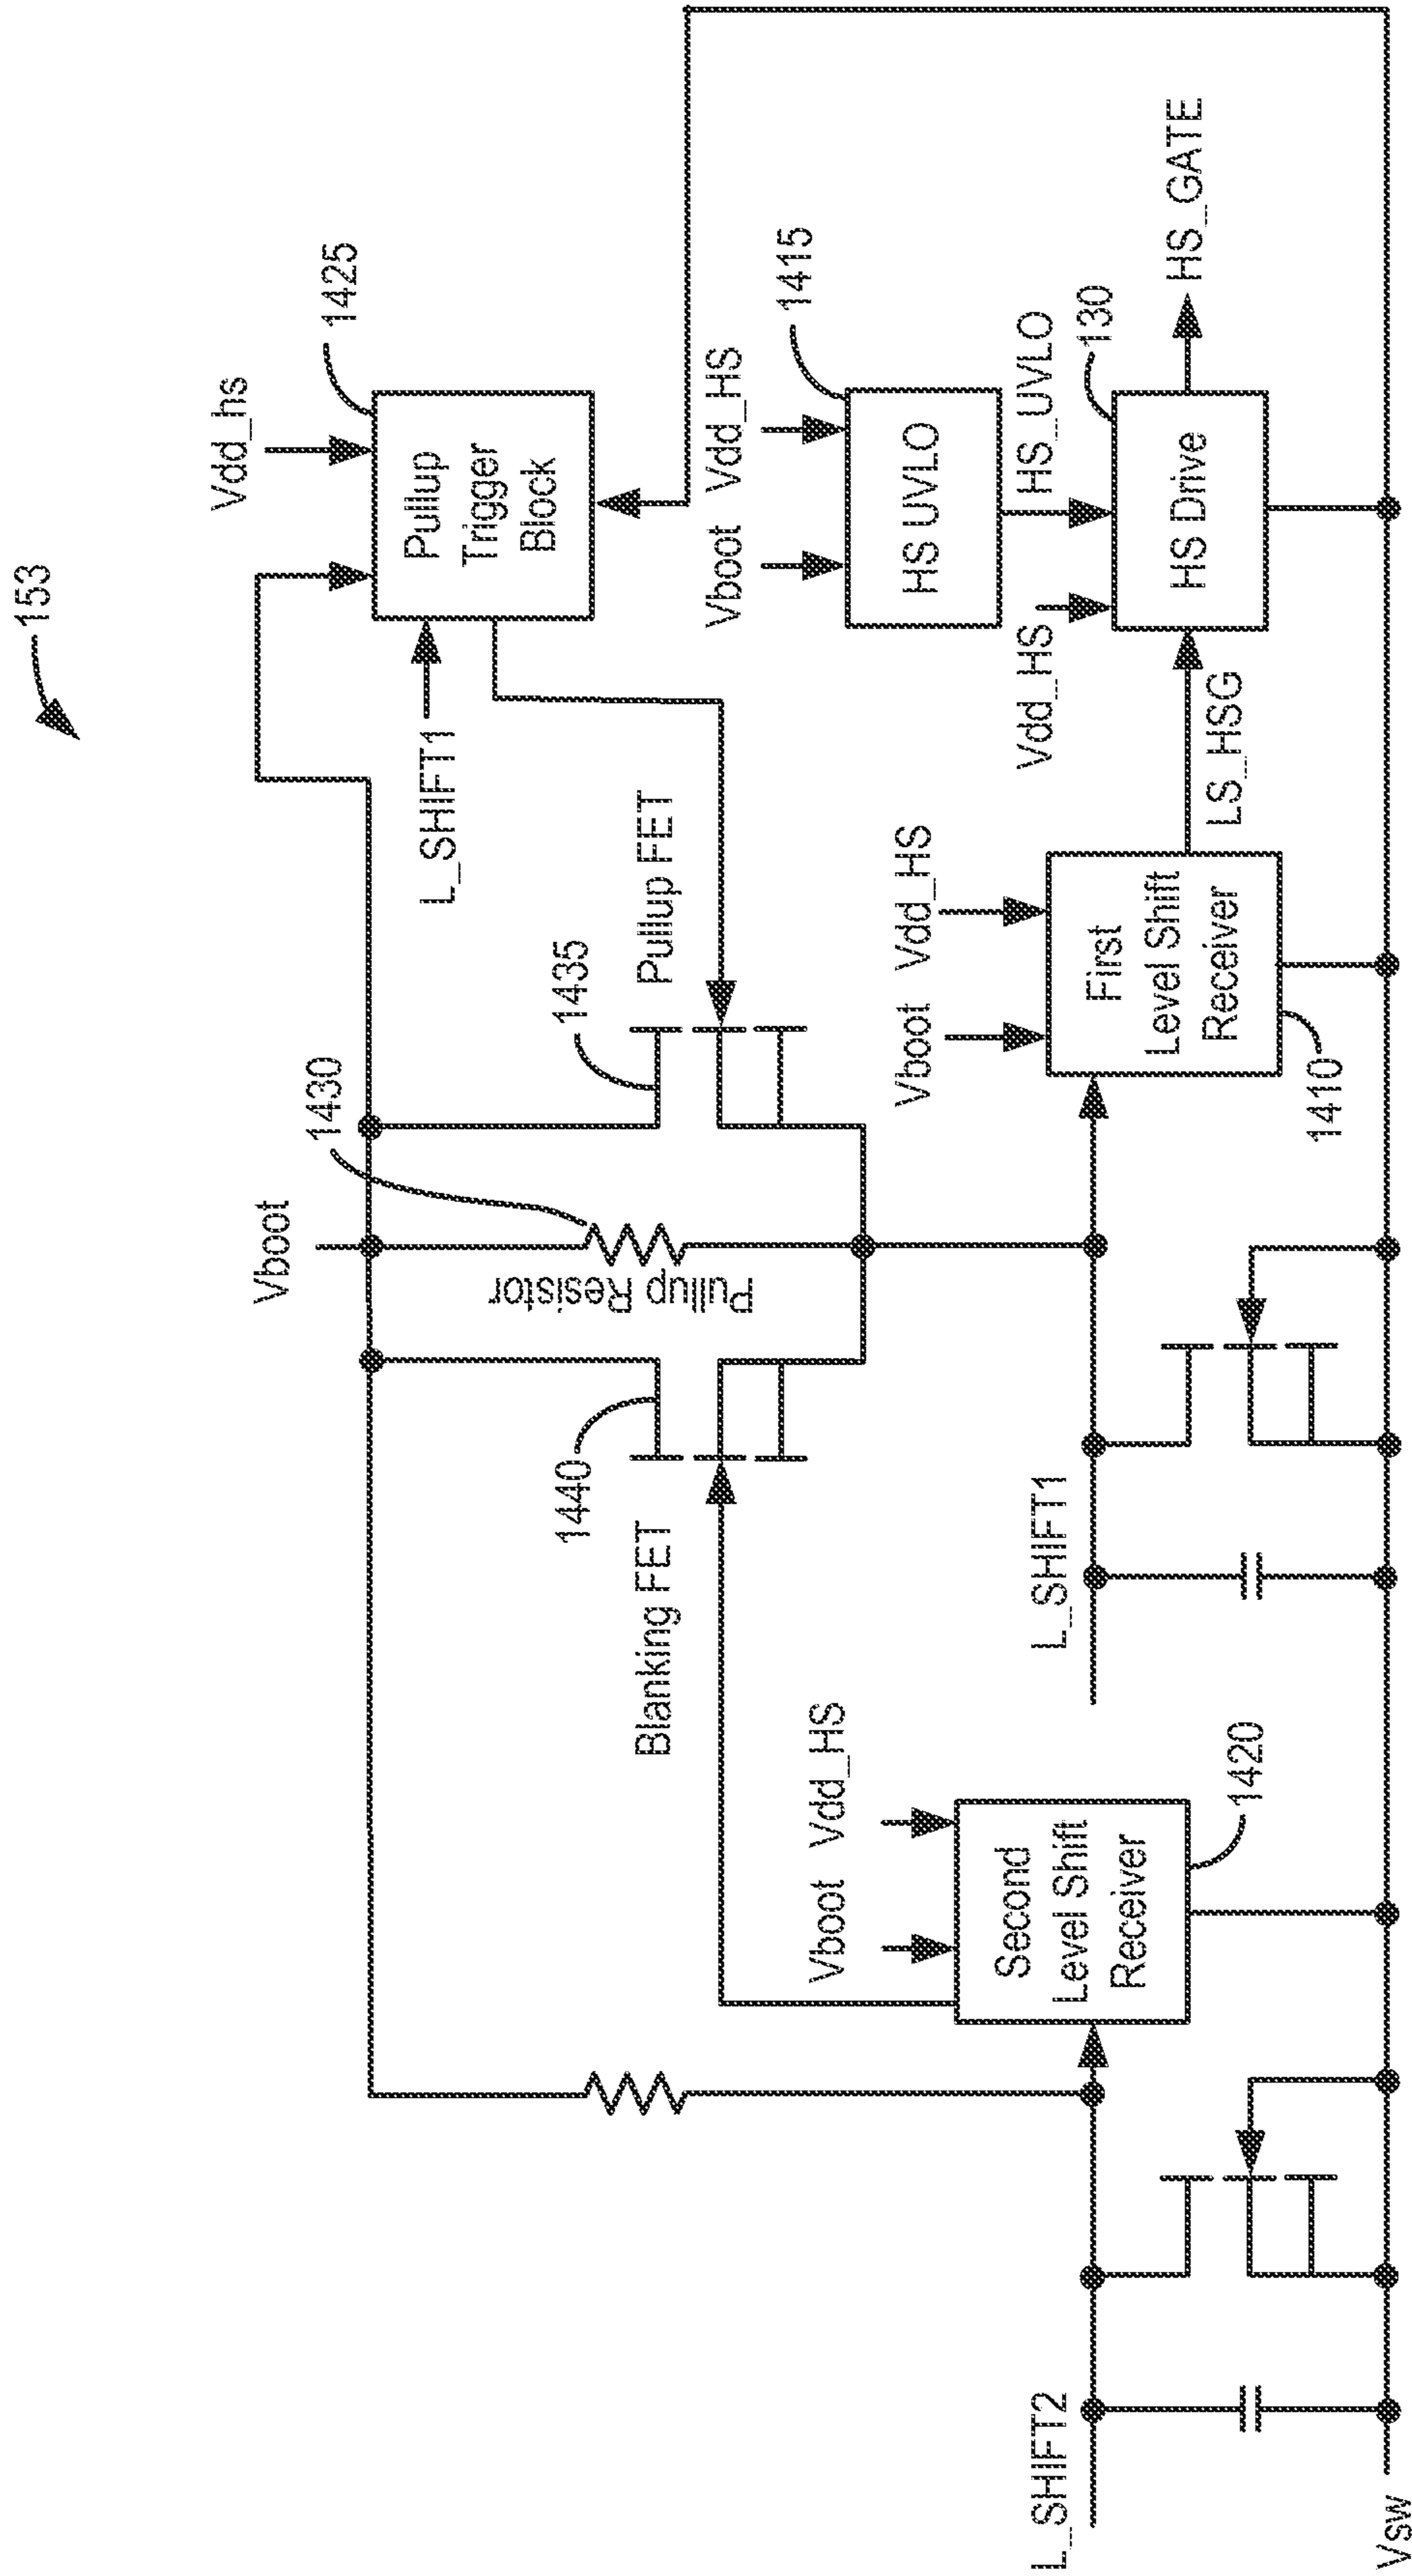 153
Vboot
1430
Vdd_hs
1425
Pullup
Trigger
Block
L_SHIFT1
Pullup Resistor
1440
Blanking FET
1435
Pullup FET
Vboot
Vdd_HS
1415
HS UVLO
HS_UVLO
Vboot
Vdd_HS
Second
Level Shift
Receiver
1420
Vboot
Vdd_HS
First
Level Shift
Receiver
1410
LS_HSG
Vdd_HS
130
HS Drive
HS_GATE
L_SHIFT2
L_SHIFT1
Vsw